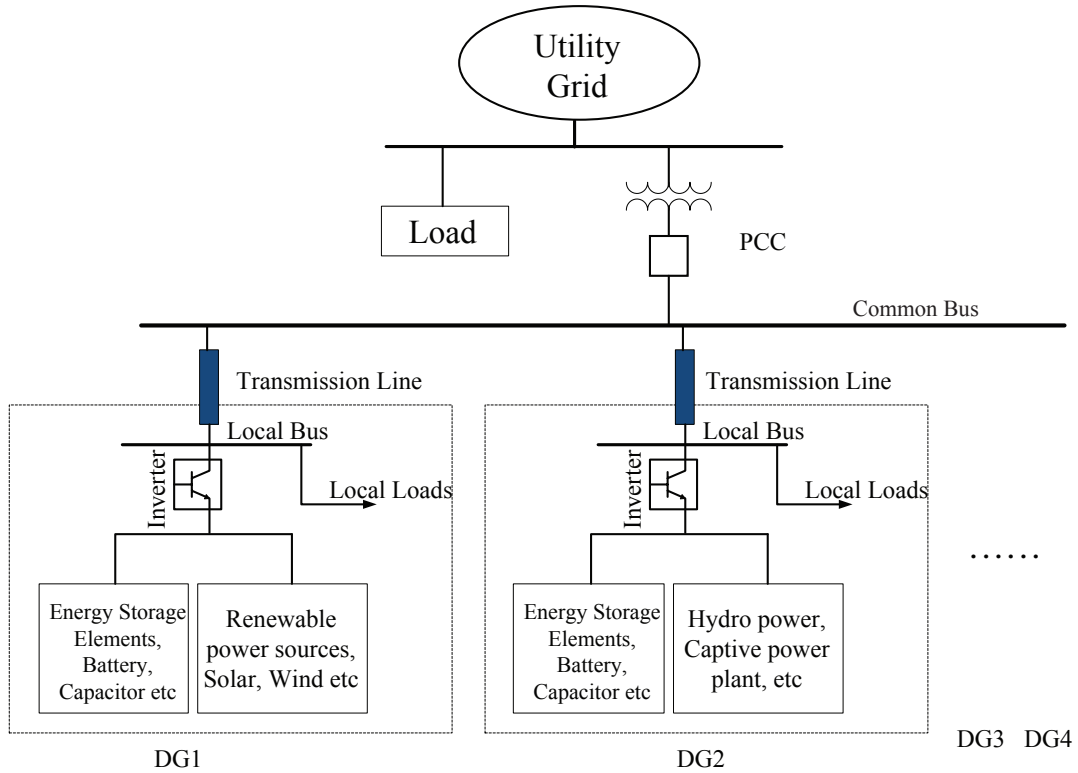 Utility
Grid
Load
PCC
Common Bus
Transmission Line
Transmission Line
Local Bus
Inverter
Local Loads
Energy Storage
Elements,
Battery,
Capacitor etc
Renewable
power sources,
Solar, Wind etc
DG1
Local Bus
Inverter
Local Loads
Energy Storage
Elements,
Battery,
Capacitor etc
Hydro power,
Captive power
plant, etc
DG2
......
DG3 DG4